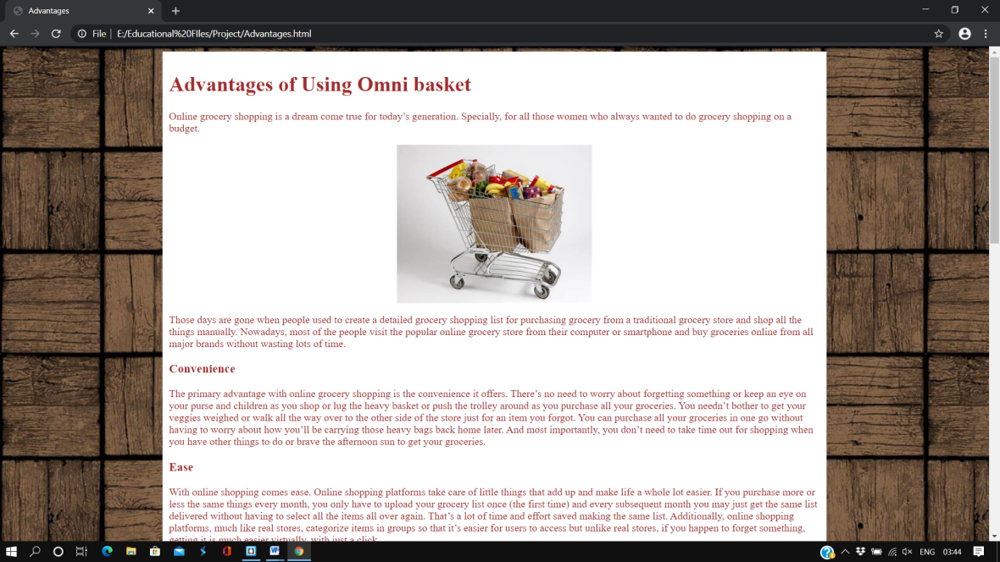 Advantages
File | E:/Educational%20FIles/Project/Advantages.html
Advantages of Using Omni basket
Online grocery shopping is a dream come true for today’s generation. Specially, for all those women who always wanted to do grocery shopping on a
budget.
Those days are gone when people used to create a detailed grocery shopping list for purchasing grocery from a traditional grocery store and shop all the
things manually. Nowadays, most of the people visit the popular online grocery store from their computer or smartphone and buy groceries online from all
major brands without wasting lots of time.
Convenience
The primary advantage with online grocery shopping is the convenience it offers. There’s no need to worry about forgetting something or keep an eye on
your purse and children as you shop or lug the heavy basket or push the trolley around as you purchase all your groceries. You needn’t bother to get your
veggies weighed or walk all the way over to the other side of the store just for an item you forgot. You can purchase all your groceries in one go without
having to worry about how you’ll be carrying those heavy bags back home later. And most importantly, you don’t need to take time out for shopping when
you have other things to do or brave the afternoon sun to get your groceries.
Ease
With online shopping comes ease. Online shopping platforms take care of little things that add up and make life a whole lot easier. If you purchase more or
less the same things every month, you only have to upload your grocery list once (the first time) and every subsequent month you may just get the same list
delivered without having to select all the items all over again. That’s a lot of time and effort saved making the same list. Additionally, online shopping
platforms, much like real stores, categorize items in groups so that it’s easier for users to access but unlike real stores, if you happen to forget something,
getting it is much easier virtually, with just a click.
ENG 03:44